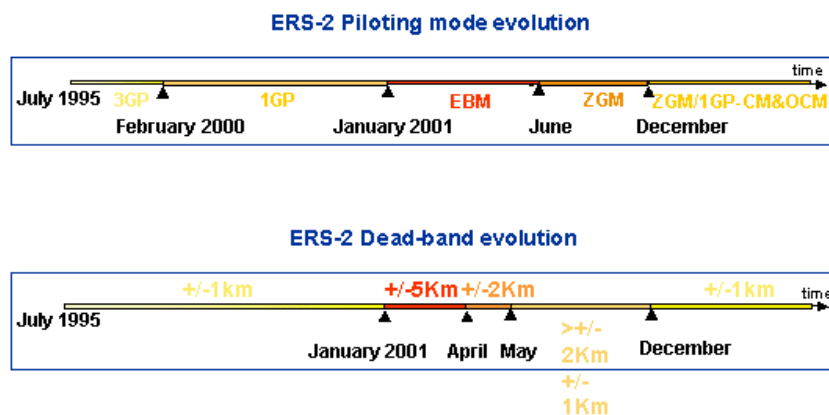 ERS-2 Piloting mode evolution
time
July 1995 3GP 1GP EBM ZGM ZGM/1GP-CM&OCM
February 2000 January 2001 June December
ERS-2 Dead-band evolution
+/-1km +/-5Km +/-2Km +/-1km
time
July 1995
>+/-
January 2001 April May 2Km December
+/-
1Km